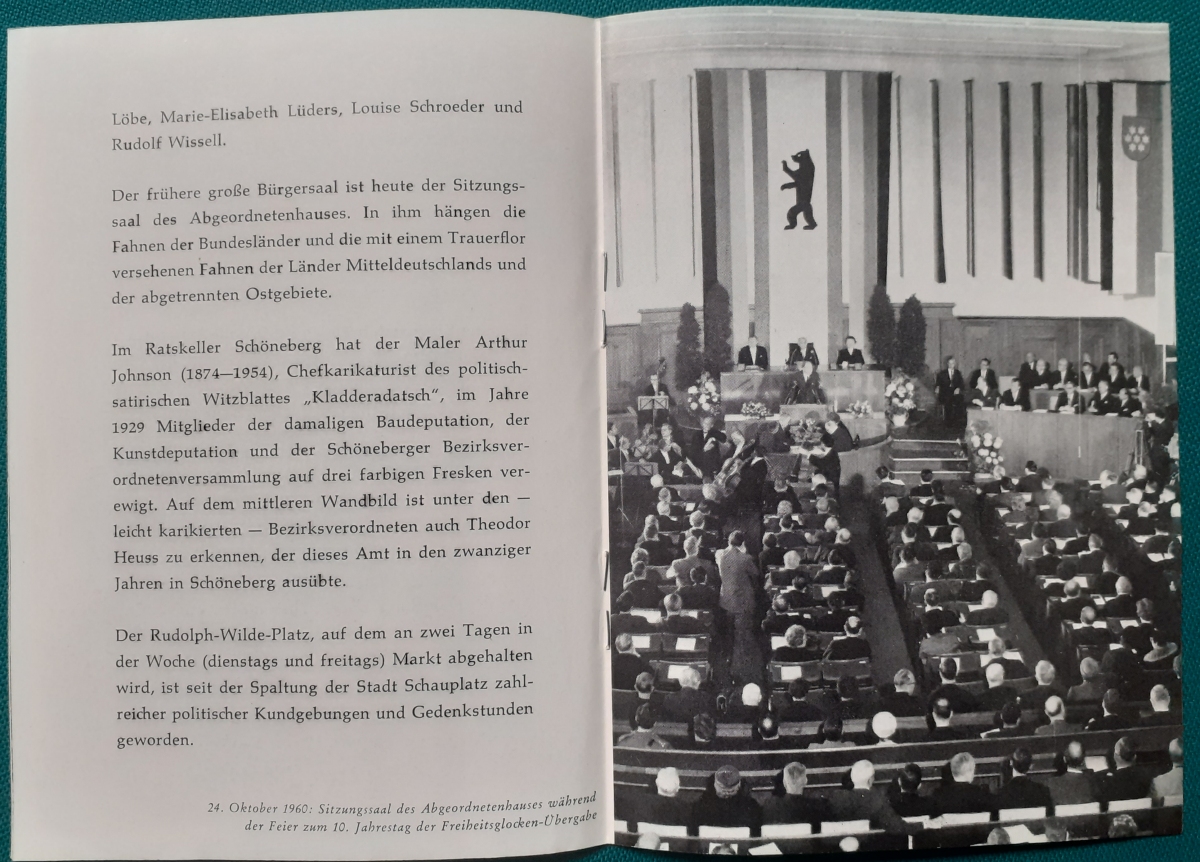 Löbe, Marie-Elisabeth Lüders, Louise Schroeder und
Rudolf Wissell.
Der frühere große Bürgersaal ist heute der Sitzungs-
saal des Abgeordnetenhauses. In ihm hängen die
Fahnen der Bundesländer und die mit einem Trauerflor
versehenen Fahnen der Länder Mitteldeutschlands und
der abgetrennten Ostgebiete.
Im Ratskeller Schöneberg hat der Maler Arthur
Johnson (1874—1954), Chefkarikaturist des politisch-
satirischen Witzblattes „Kladderadatsch“, im Jahre
1929 Mitglieder der damaligen Baudeputation, der
Kunstdeputation und der Schöneberger Bezirksver-
ordnetenversammlung auf drei farbigen Fresken ver-
ewigt. Auf dem mittleren Wandbild ist unter den —
leicht karikierten — Bezirksverordneten auch Theodor
Heuss zu erkennen, der dieses Amt in den zwanziger
Jahren in Schöneberg ausübte.
Der Rudolph-Wilde-Platz, auf dem an zwei Tagen in
der Woche (dienstags und freitags) Markt abgehalten
wird, ist seit der Spaltung der Stadt Schauplatz zahl-
reicher politischer Kundgebungen und Gedenkstunden
geworden.
24. Oktober 1960: Sitzungssaal des Abgeordnetenhauses während
der Feier zum 10. Jahrestag der Freiheitsglocken-Übergabe